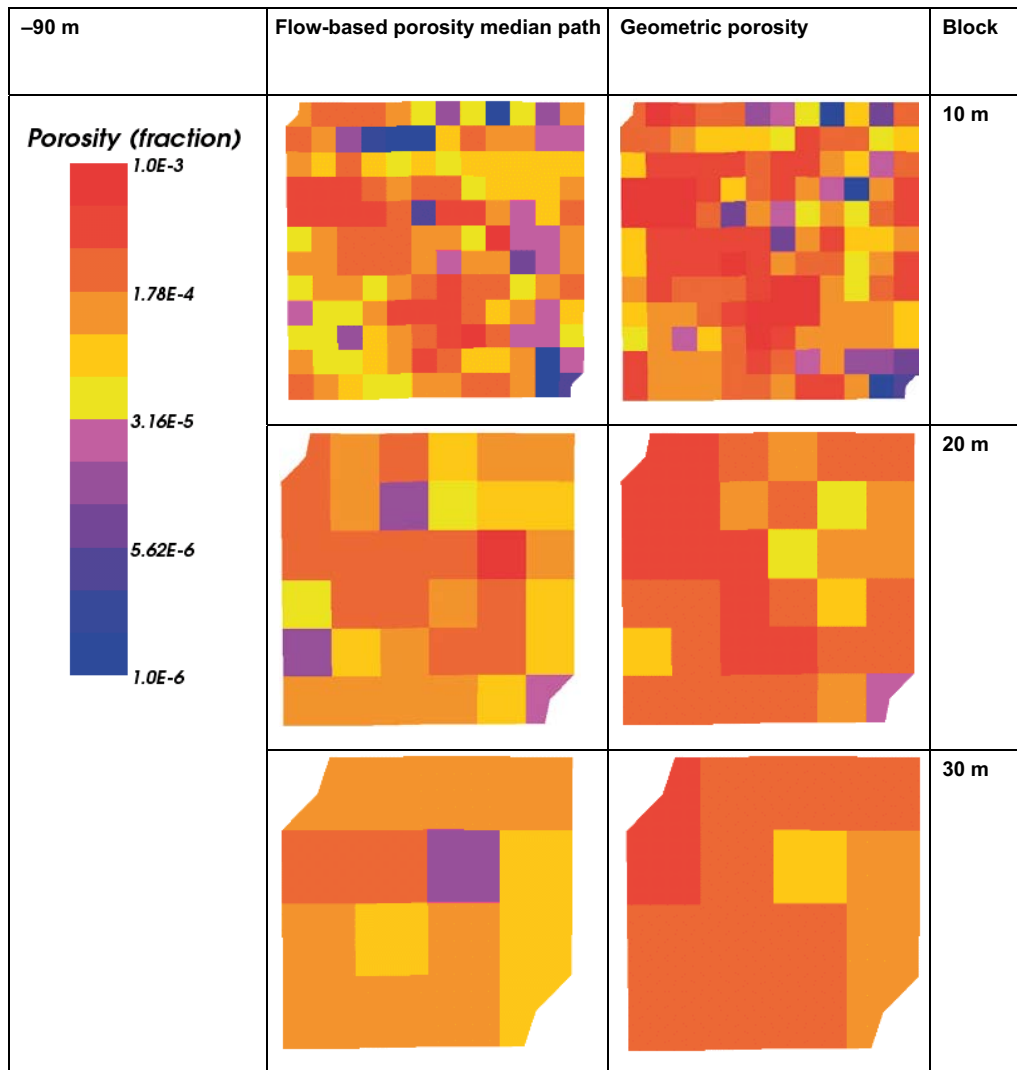 –90 m
Flow-based porosity median path
Geometric porosity
Block
Porosity (fraction)
1.0E-3
1.78E-4
3.16E-5
5.62E-6
1.0E-6
10 m
20 m
30 m